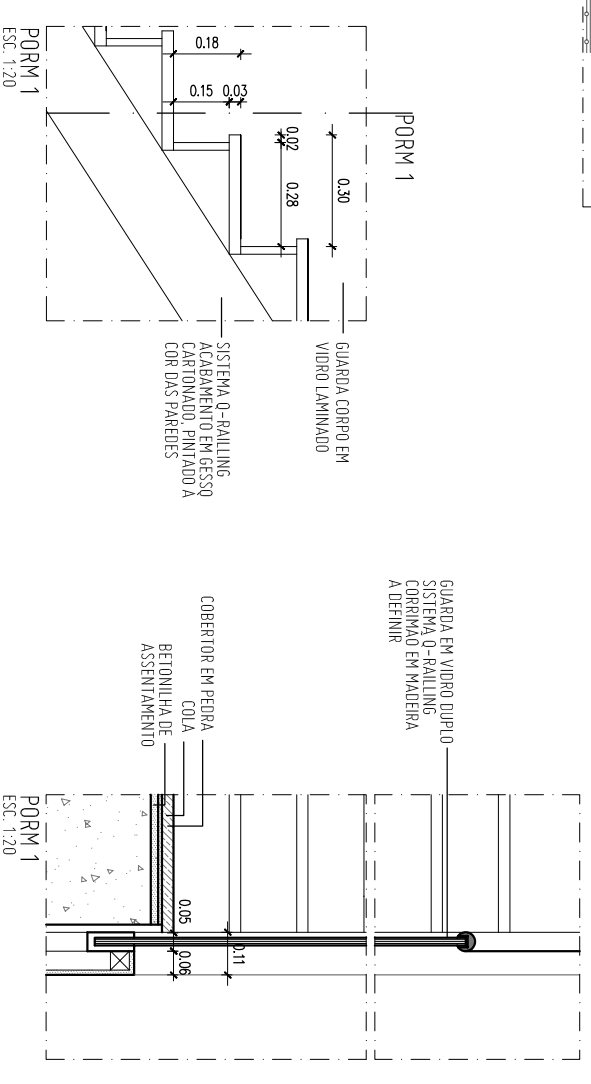 PORM 1
0.30
0.02
0.28
0.18
0.15
0.03
GUARDA CORPO EM
VIDRO LAMINADO
SISTEMA Q-RAILLING
ACABAMENTO EM GESSO
CARTONADO, PINTADO À
COR DAS PAREDES
PORM 1
ESC. 1:20
GUARDA EM VIDRO DUPLO
SISTEMA Q-RAILLING
CORRIMÃO EM MADEIRA
A DEFINIR
COBERTOR EM PEDRA
COLA
BETONILHA DE
ASSENTAMENTO
0.11
0.05
0.06
PORM 1
ESC. 1:20